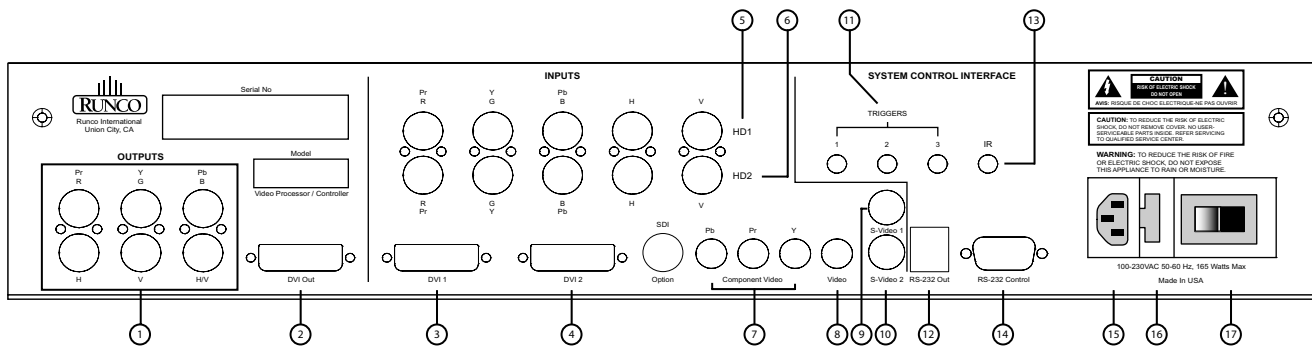 5 6 11 13
RUNCO
Runco International
Union City, CA
Serial No
Model
Video Processor / Controller
OUTPUTS
Pr Y Pb
R G B
H V H/V
DVI Out
INPUTS
Pr Y Pb
R G B H V
HD1
HD2
R G B H V
Pr Y Pb
DVI 1
DVI 2
SDI
Option
Pb Pr Y
Component Video
Video
S-Video 1
S-Video 2
SYSTEM CONTROL INTERFACE
TRIGGERS
1 2 3 IR
RS-232 Out
RS-232 Control
CAUTION
RISK OF ELECTRIC SHOCK
DO NOT OPEN
AVIS: RISQUE DE CHOC ELECTRIQUE-NE PAS OUVRIR
CAUTION: TO REDUCE THE RISK OF ELECTRIC
SHOCK, DO NOT REMOVE COVER. NO USER-
SERVICEABLE PARTS INSIDE. REFER SERVICING
TO QUALIFIED SERVICE CENTER.
WARNING: TO REDUCE THE RISK OF FIRE
OR ELECTRIC SHOCK, DO NOT EXPOSE
THIS APPLIANCE TO RAIN OR MOISTURE.
100-230VAC 50-60 Hz, 165 Watts Max
Made In USA
1 2 3 4 7 8 9 10 12 14 15 16 17